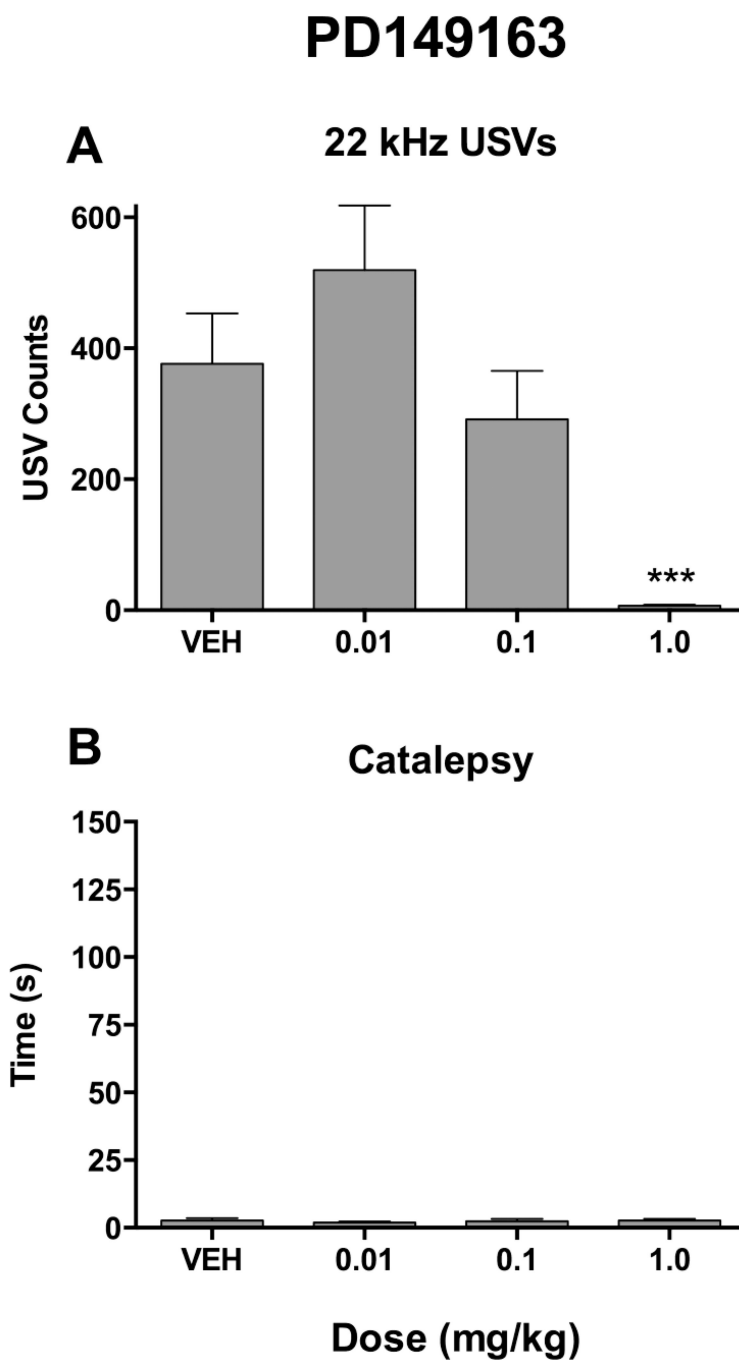 PD149163
A 22 kHz USVs
600
400
200
0
USV Counts
***
VEH 0.01 0.1 1.0
B Catalepsy
150
125
100
75
50
25
0
Time (s)
VEH 0.01 0.1 1.0
Dose (mg/kg)